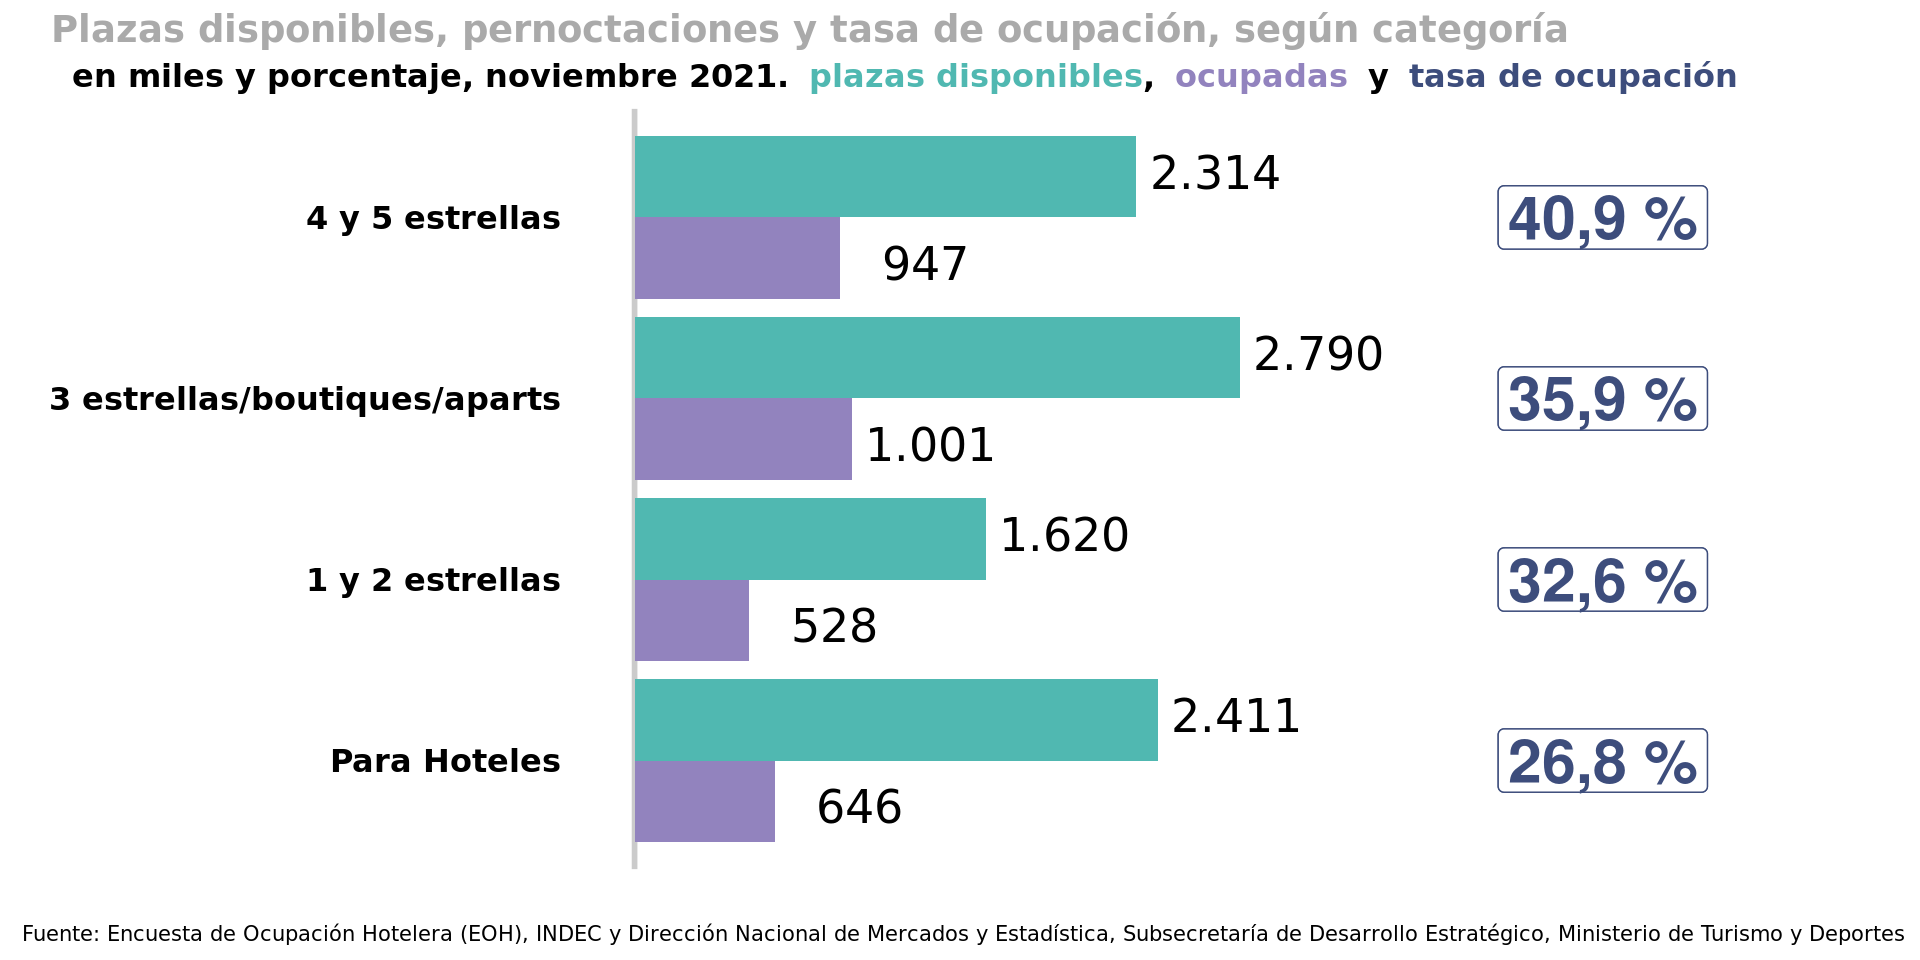 Plazas disponibles, pernoctaciones y tasa de ocupación, según categoría
en miles y porcentaje, noviembre 2021. plazas disponibles, ocupadas y tasa de ocupación
4 y 5 estrellas
2.314
947
40,9 %
3 estrellas/boutiques/aparts
2.790
1.001
35,9 %
1 y 2 estrellas
1.620
528
32,6 %
Para Hoteles
2.411
646
26,8 %
Fuente: Encuesta de Ocupación Hotelera (EOH), INDEC y Dirección Nacional de Mercados y Estadística, Subsecretaría de Desarrollo Estratégico, Ministerio de Turismo y Deportes